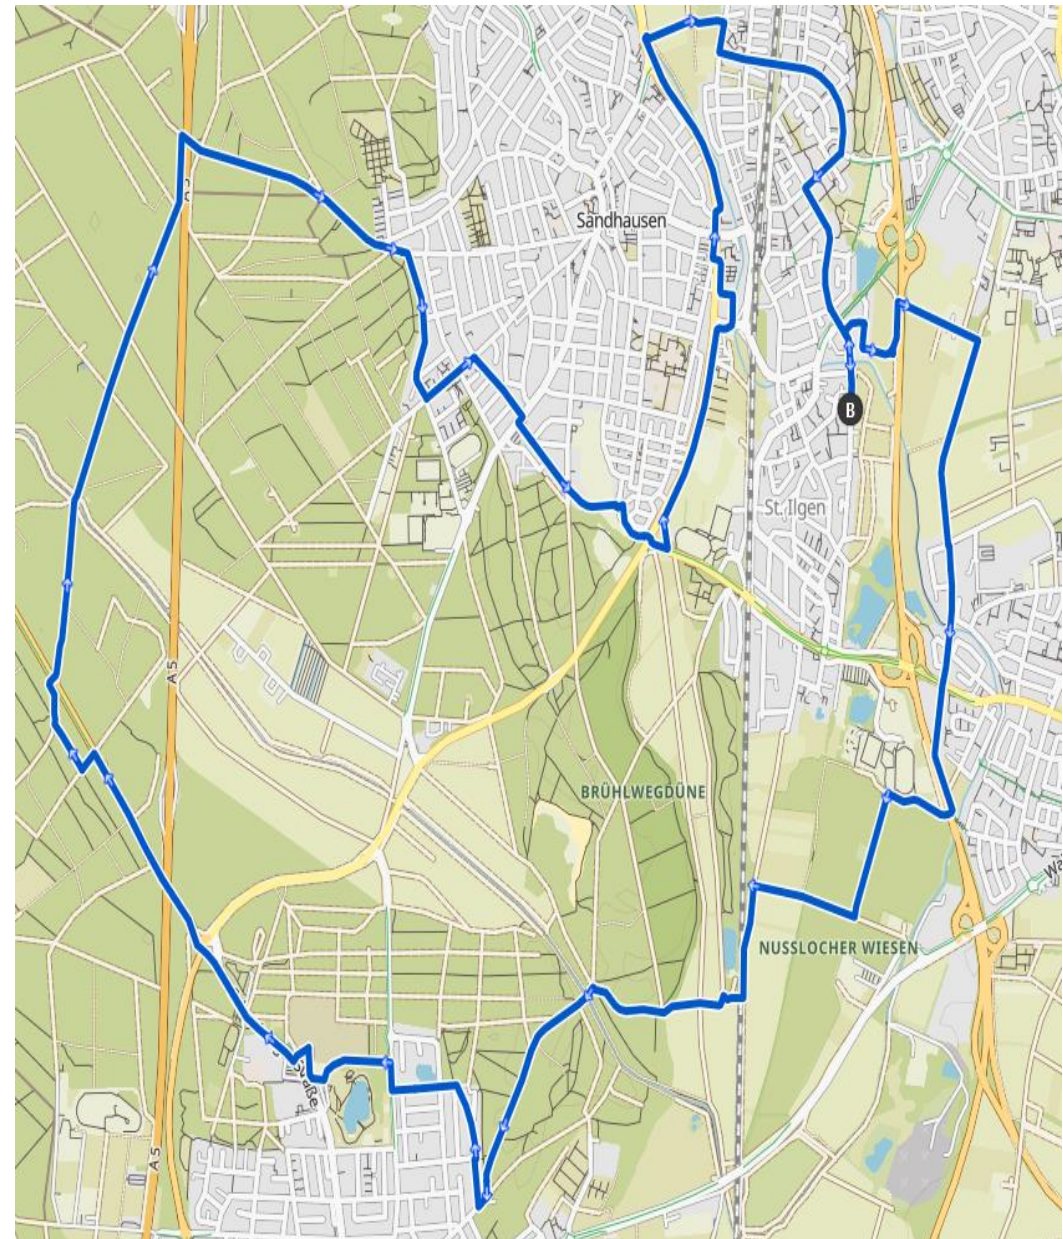 Sandhausen
B
St. Ilgen
A 5
BRÜHLWEGDÜNE
NUSSLOCHER WIESEN
A 5